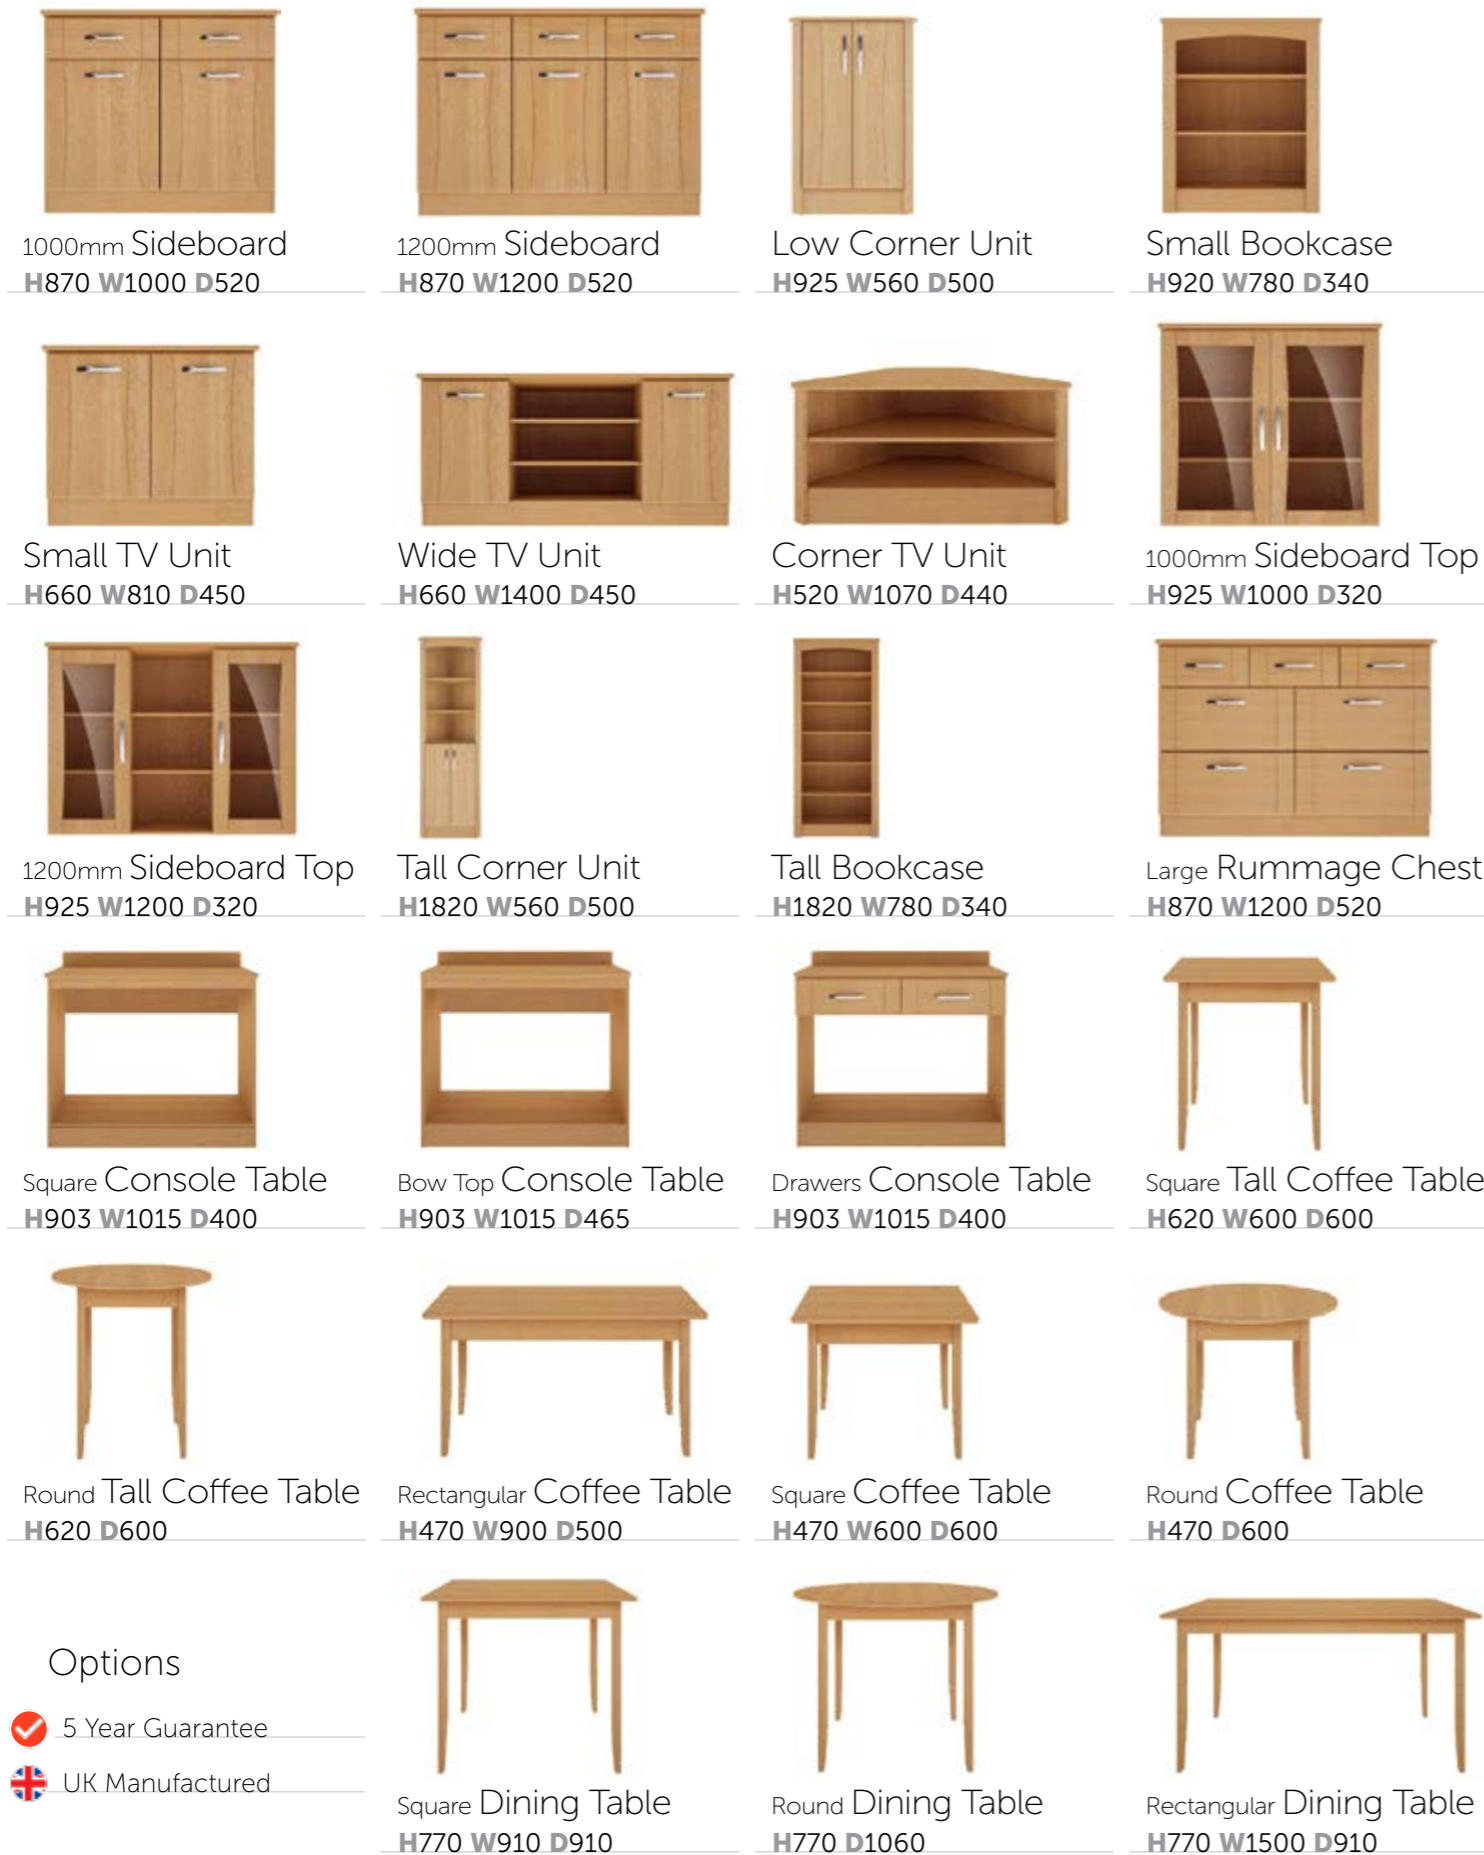 1000mm Sideboard
H870 W1000 D520
1200mm Sideboard
H870 W1200 D520
Low Corner Unit
H925 W560 D500
Small Bookcase
H920 W780 D340
Small TV Unit
H660 W810 D450
Wide TV Unit
H660 W1400 D450
Corner TV Unit
H520 W1070 D440
1000mm Sideboard Top
H925 W1000 D320
1200mm Sideboard Top
H925 W1200 D320
Tall Corner Unit
H1820 W560 D500
Tall Bookcase
H1820 W780 D340
Large Rummage Chest
H870 W1200 D520
Square Console Table
H903 W1015 D400
Bow Top Console Table
H903 W1015 D465
Drawers Console Table
H903 W1015 D400
Square Tall Coffee Table
H620 W600 D600
Round Tall Coffee Table
H620 D600
Rectangular Coffee Table
H470 W900 D500
Square Coffee Table
H470 W600 D600
Round Coffee Table
H470 D600
Options
5 Year Guarantee
UK Manufactured
Square Dining Table
H770 W910 D910
Round Dining Table
H770 D1060
Rectangular Dining Table
H770 W1500 D910